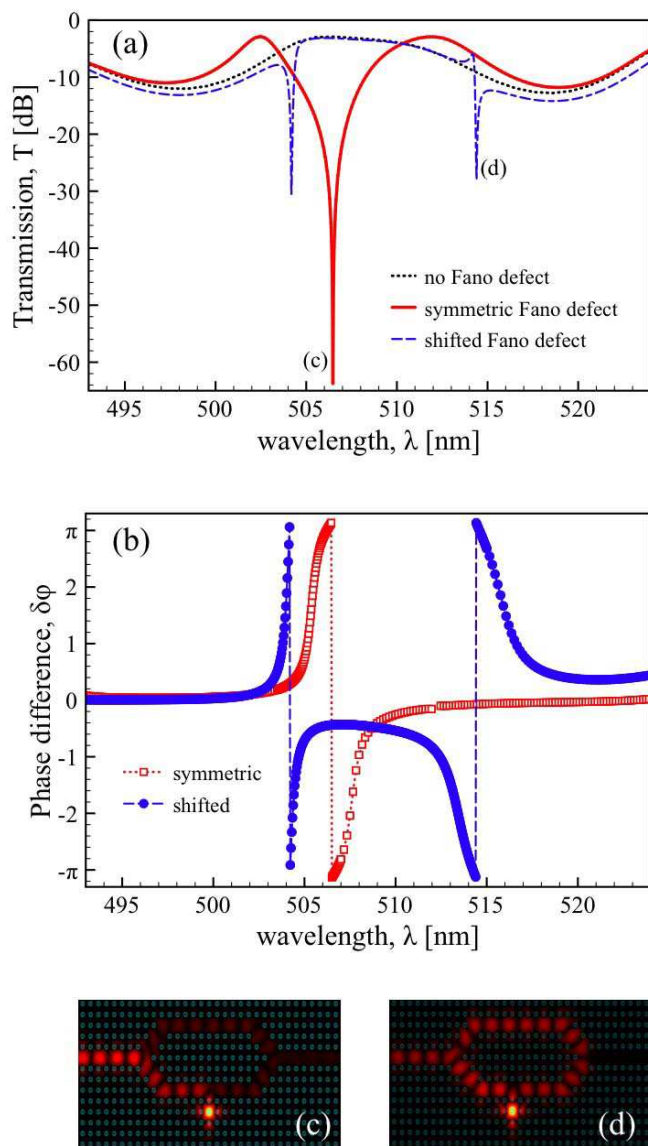 (a)
0
-10
-20
-30
-40
-50
-60
Transmission, T [dB]
(d)
(c)
no Fano defect
symmetric Fano defect
shifted Fano defect
495 500 505 510 515 520
wavelength, λ [nm]
(b)
π
2
1
0
-1
-2
-π
Phase difference, δφ
symmetric
shifted
495 500 505 510 515 520
wavelength, λ [nm]
(c) (d)